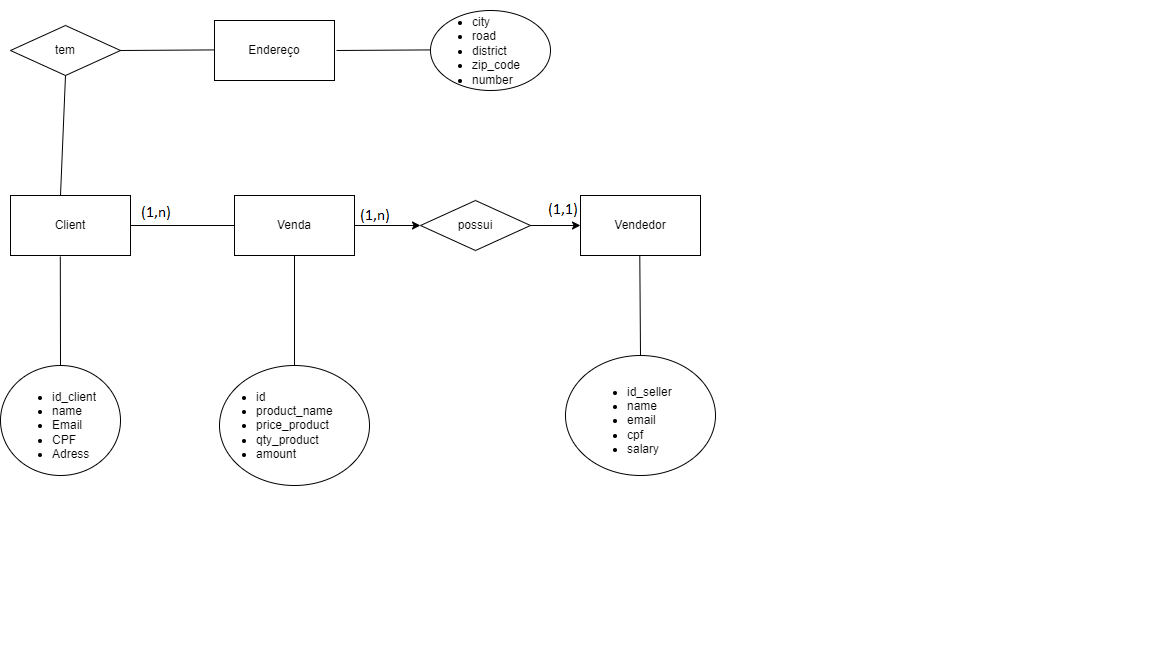 tem
Endereço
city
road
district
zip_code
number
Client
(1,n)
Venda
(1,n)
possui
(1,1)
Vendedor
id_client
name
Email
CPF
Adress
id
product_name
price_product
qty_product
amount
id_seller
name
email
cpf
salary